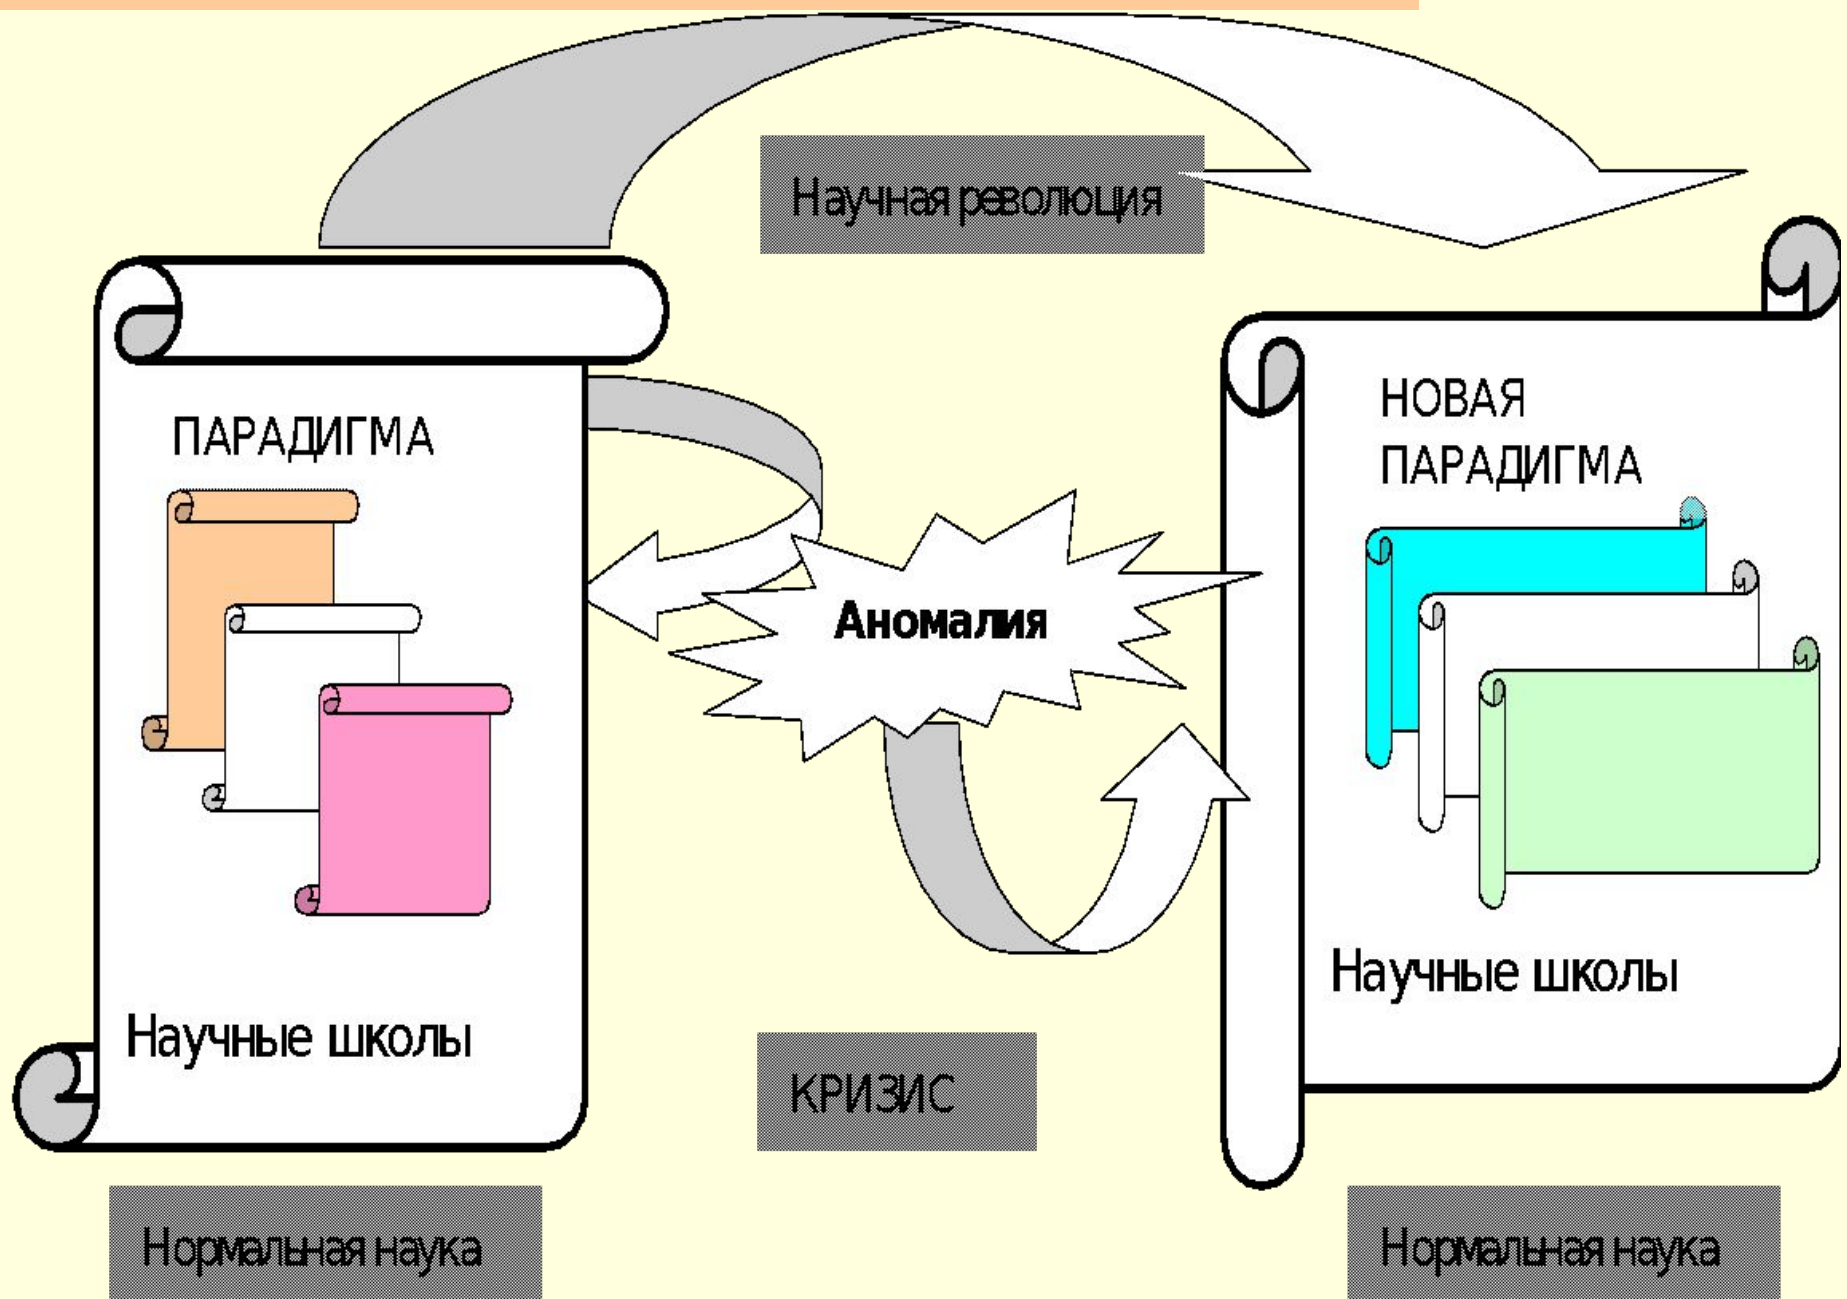 Научная революция
ПАРАДИГМА
НОВАЯ
ПАРАДИГМА
Аномалия
Научные школы
Научные школы
КРИЗИС
Нормальная наука
Нормальная наука